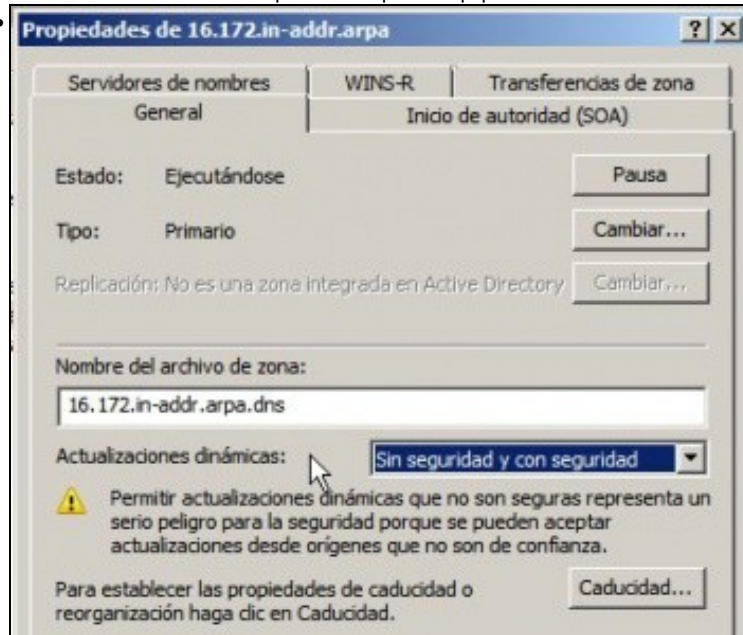 Propiedades de 16.172.in-addr.arpa
Servidores de nombres WINS-R Transferencias de zona
General Inicio de autoridad (SOA)
Estado: Ejecutándose Pausa
Tipo: Primario Cambiar...
Replicación: No es una zona integrada en Active Directory Cambiar...
Nombre del archivo de zona:
16.172.in-addr.arpa.dns
Actualizaciones dinámicas: Sin seguridad y con seguridad
Permitir actualizaciones dinámicas que no son seguras representa un
serio peligro para la seguridad porque se pueden aceptar
actualizaciones desde orígenes que no son de confianza.
Para establecer las propiedades de caducidad o Caducidad...
reorganización haga clic en Caducidad.